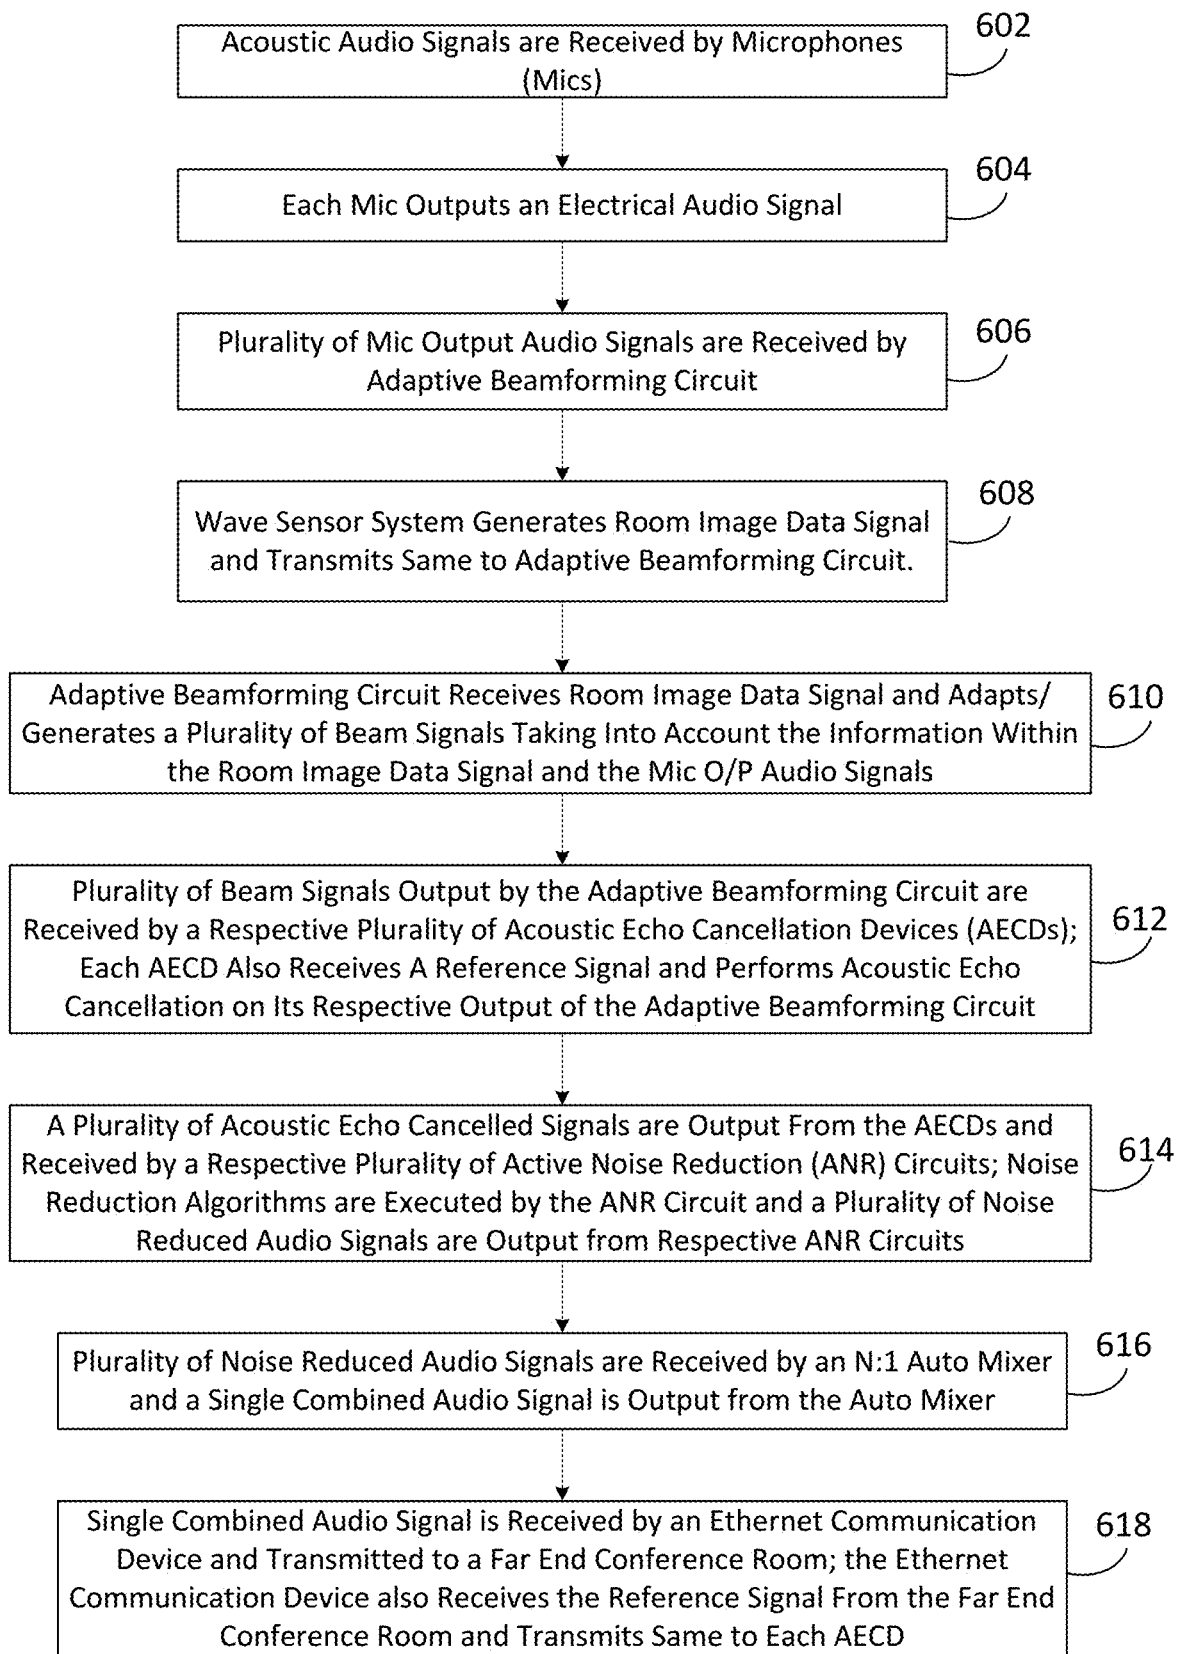 602
Acoustic Audio Signals are Received by Microphones
(Mics)
604
Each Mic Outputs an Electrical Audio Signal
606
Plurality of Mic Output Audio Signals are Received by
Adaptive Beamforming Circuit
608
Wave Sensor System Generates Room Image Data Signal
and Transmits Same to Adaptive Beamforming Circuit.
610
Adaptive Beamforming Circuit Receives Room Image Data Signal and Adapts/
Generates a Plurality of Beam Signals Taking Into Account the Information Within
the Room Image Data Signal and the Mic O/P Audio Signals
612
Plurality of Beam Signals Output by the Adaptive Beamforming Circuit are
Received by a Respective Plurality of Acoustic Echo Cancellation Devices (AECDs);
Each AECD Also Receives A Reference Signal and Performs Acoustic Echo
Cancellation on Its Respective Output of the Adaptive Beamforming Circuit
614
A Plurality of Acoustic Echo Cancelled Signals are Output From the AECDs and
Received by a Respective Plurality of Active Noise Reduction (ANR) Circuits; Noise
Reduction Algorithms are Executed by the ANR Circuit and a Plurality of Noise
Reduced Audio Signals are Output from Respective ANR Circuits
616
Plurality of Noise Reduced Audio Signals are Received by an N:1 Auto Mixer
and a Single Combined Audio Signal is Output from the Auto Mixer
618
Single Combined Audio Signal is Received by an Ethernet Communication
Device and Transmitted to a Far End Conference Room; the Ethernet
Communication Device also Receives the Reference Signal From the Far End
Conference Room and Transmits Same to Each AECD